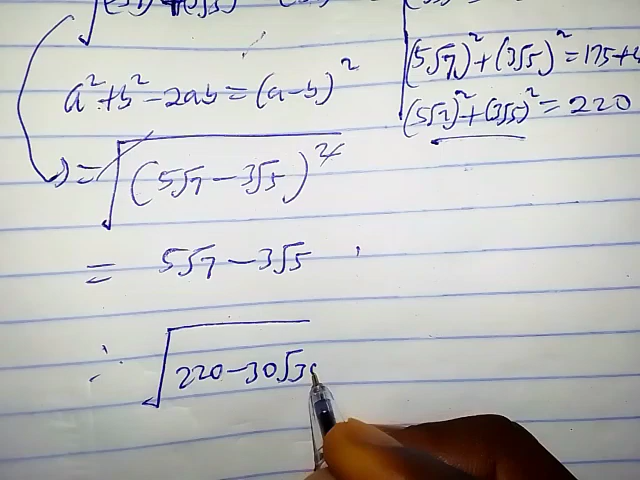 a² + b² - 2ab = (a - b)²
= √(5√7 - 3√5)²
= 5√7 - 3√5
∴ √220 - 30√3
(5√7)² + (3√5)² = 175 + 4
(5√7)² + (3√5)² = 220